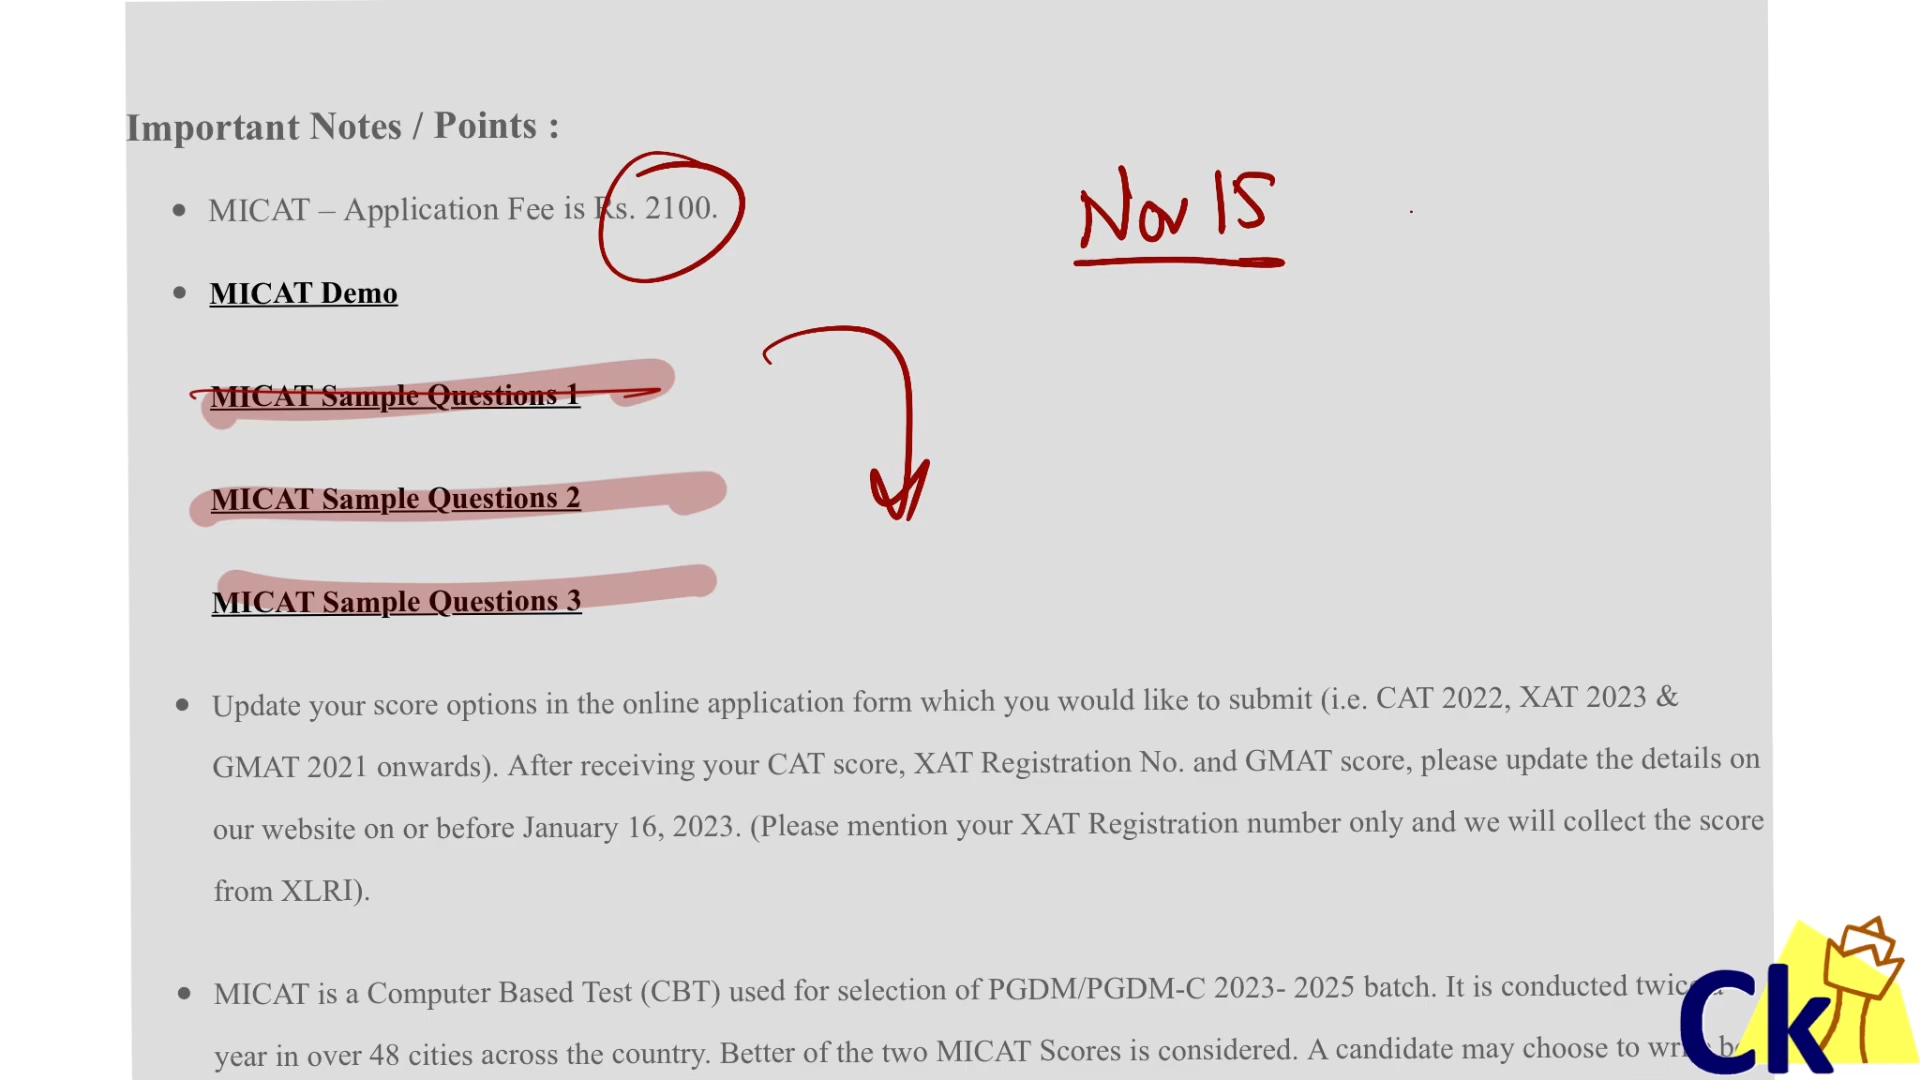 Important Notes / Points :
MICAT – Application Fee is Rs. 2100.
Nov 15
MICAT Demo
MICAT Sample Questions 1
MICAT Sample Questions 2
MICAT Sample Questions 3
Update your score options in the online application form which you would like to submit (i.e. CAT 2022, XAT 2023 &
GMAT 2021 onwards). After receiving your CAT score, XAT Registration No. and GMAT score, please update the details on
our website on or before January 16, 2023. (Please mention your XAT Registration number only and we will collect the score
from XLRI).
MICAT is a Computer Based Test (CBT) used for selection of PGDM/PGDM-C 2023- 2025 batch. It is conducted twice a
year in over 48 cities across the country. Better of the two MICAT Scores is considered. A candidate may choose to
Ck